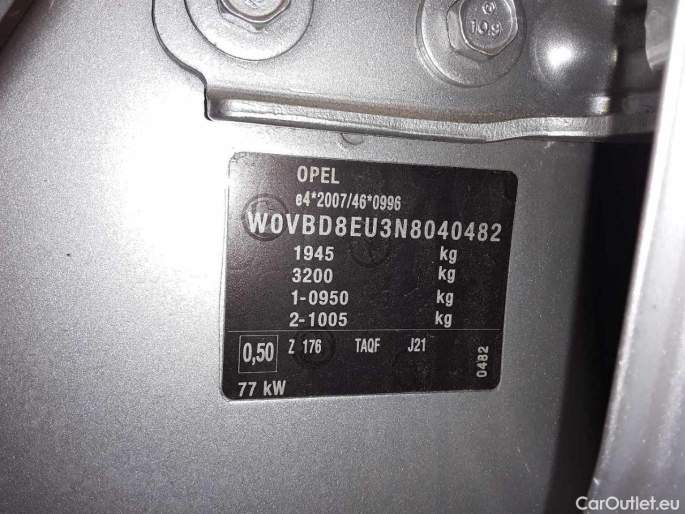 10.9
OPEL
e4*2007/46*0996
W0VBD8EU3N8040482
1945 kg
3200 kg
1-0950 kg
2-1005 kg
0,50 Z 176 TAQF J21
0482
77 kW
CarOutlet.eu